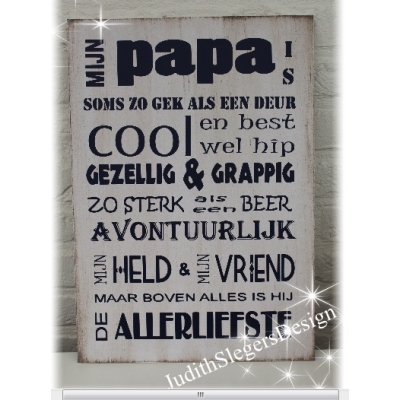 MIJN papa IS
SOMS ZO GEK ALS EEN DEUR
COOL en best wel hip
GEZELLIG & GRAPPIG
ZO STERK als een BEER
AVONTUURLIJK
MIJN HELD & MIJN VRIEND
MAAR BOVEN ALLES IS HIJ
DE ALLERLIEFSTE
JudithSlegersDesign